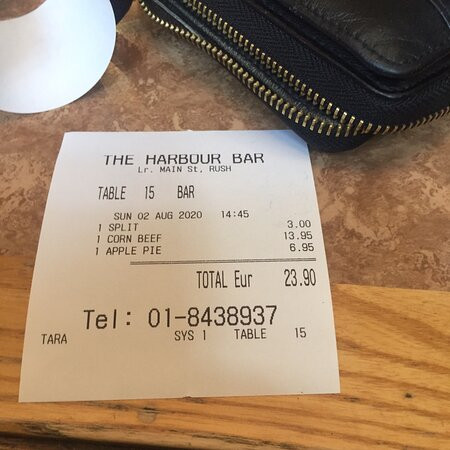 THE HARBOUR BAR
Lr. MAIN St, RUSH
TABLE 15 BAR
SUN 02 AUG 2020 14:45
1 SPLIT 3.00
1 CORN BEEF 13.95
1 APPLE PIE 6.95
TOTAL Eur 23.90
Tel: 01-8438937
TARA SYS 1 TABLE 15